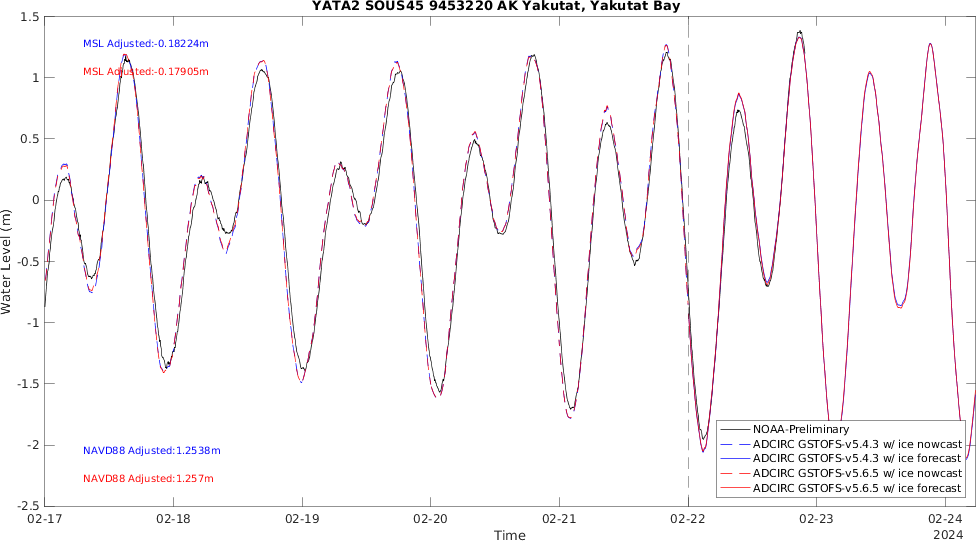 YATA2 SOUS45 9453220 AK Yakutat, Yakutat Bay
1.5
1
0.5
0
-0.5
-1
-1.5
-2
-2.5
Water Level (m)
MSL Adjusted:-0.18224m
MSL Adjusted:-0.17905m
NAVD88 Adjusted:1.2538m
NAVD88 Adjusted:1.257m
NOAA-Preliminary
ADCIRC GSTOFS-v5.4.3 w/ ice nowcast
ADCIRC GSTOFS-v5.4.3 w/ ice forecast
ADCIRC GSTOFS-v5.6.5 w/ ice nowcast
ADCIRC GSTOFS-v5.6.5 w/ ice forecast
02-17 02-18 02-19 02-20 02-21 02-22 02-23 02-24
Time
2024